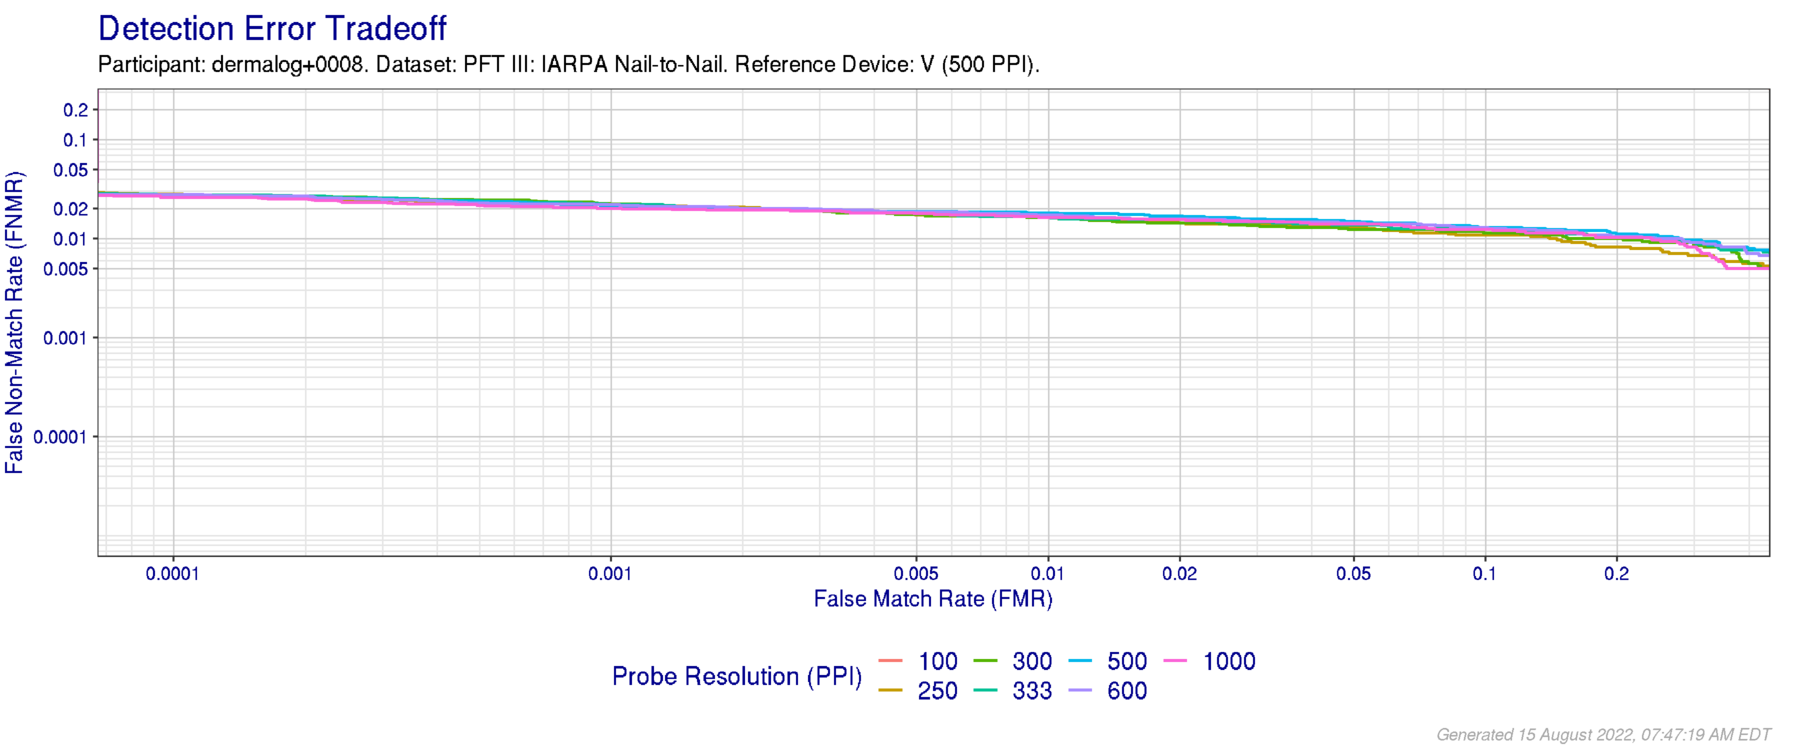 Detection Error Tradeoff
Participant: dermalog+0008. Dataset: PFT III: IARPA Nail-to-Nail. Reference Device: V (500 PPI).
False Non-Match Rate (FNMR)
0.2
0.1
0.05
0.02
0.01
0.005
0.001
0.0001
0.0001 0.001 0.005 0.01 0.02 0.05 0.1 0.2
False Match Rate (FMR)
Probe Resolution (PPI)
100 300 500 1000
250 333 600
Generated 15 August 2022, 07:47:19 AM EDT